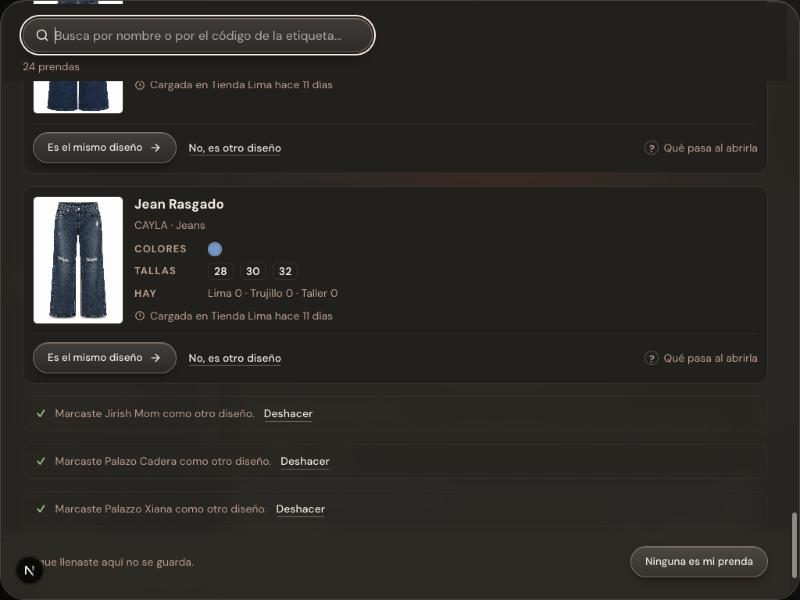 Busca por nombre o por el código de la etiqueta...
24 prendas
Cargada en Tienda Lima hace 11 días
Es el mismo diseño →
No, es otro diseño
? Qué pasa al abrirla
Jean Rasgado
CAYLA · Jeans
COLORES
TALLAS 28 30 32
HAY Lima 0 · Trujillo 0 · Taller 0
Cargada en Tienda Lima hace 11 días
Es el mismo diseño →
No, es otro diseño
? Qué pasa al abrirla
Marcaste Jirish Mom como otro diseño. Deshacer
Marcaste Palazo Cadera como otro diseño. Deshacer
Marcaste Palazzo Xiana como otro diseño. Deshacer
N
que llenaste aquí no se guarda.
Ninguna es mi prenda